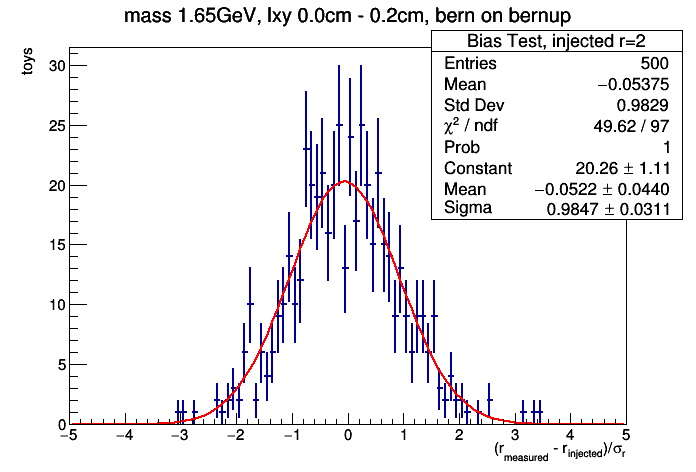 mass 1.65GeV, lxy 0.0cm - 0.2cm, bern on bernup
toys
Bias Test, injected r=2
Entries 500
Mean −0.05375
Std Dev 0.9829
χ² / ndf 49.62 / 97
Prob 1
Constant 20.26 ± 1.11
Mean −0.0522 ± 0.0440
Sigma 0.9847 ± 0.0311
30
25
20
15
10
5
0
−5 −4 −3 −2 −1 0 1 2 3 4 5
(r_measured - r_injected)/σ_r